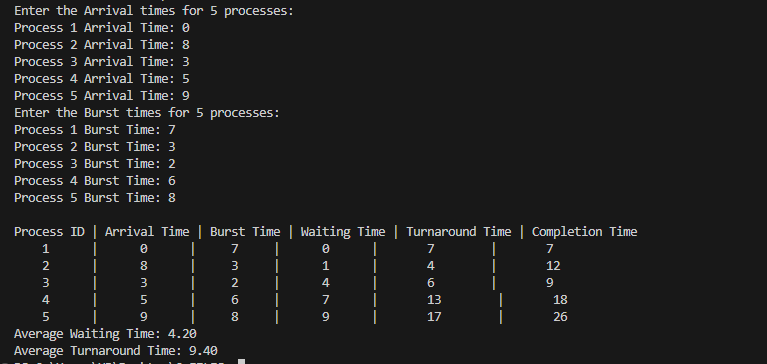 Enter the Arrival times for 5 processes:
Process 1 Arrival Time: 0
Process 2 Arrival Time: 8
Process 3 Arrival Time: 3
Process 4 Arrival Time: 5
Process 5 Arrival Time: 9
Enter the Burst times for 5 processes:
Process 1 Burst Time: 7
Process 2 Burst Time: 3
Process 3 Burst Time: 2
Process 4 Burst Time: 6
Process 5 Burst Time: 8
Process ID | Arrival Time | Burst Time | Waiting Time | Turnaround Time | Completion Time
1 | 0 | 7 | 0 | 7 | 7
2 | 8 | 3 | 1 | 4 | 12
3 | 3 | 2 | 4 | 6 | 9
4 | 5 | 6 | 7 | 13 | 18
5 | 9 | 8 | 9 | 17 | 26
Average Waiting Time: 4.20
Average Turnaround Time: 9.40